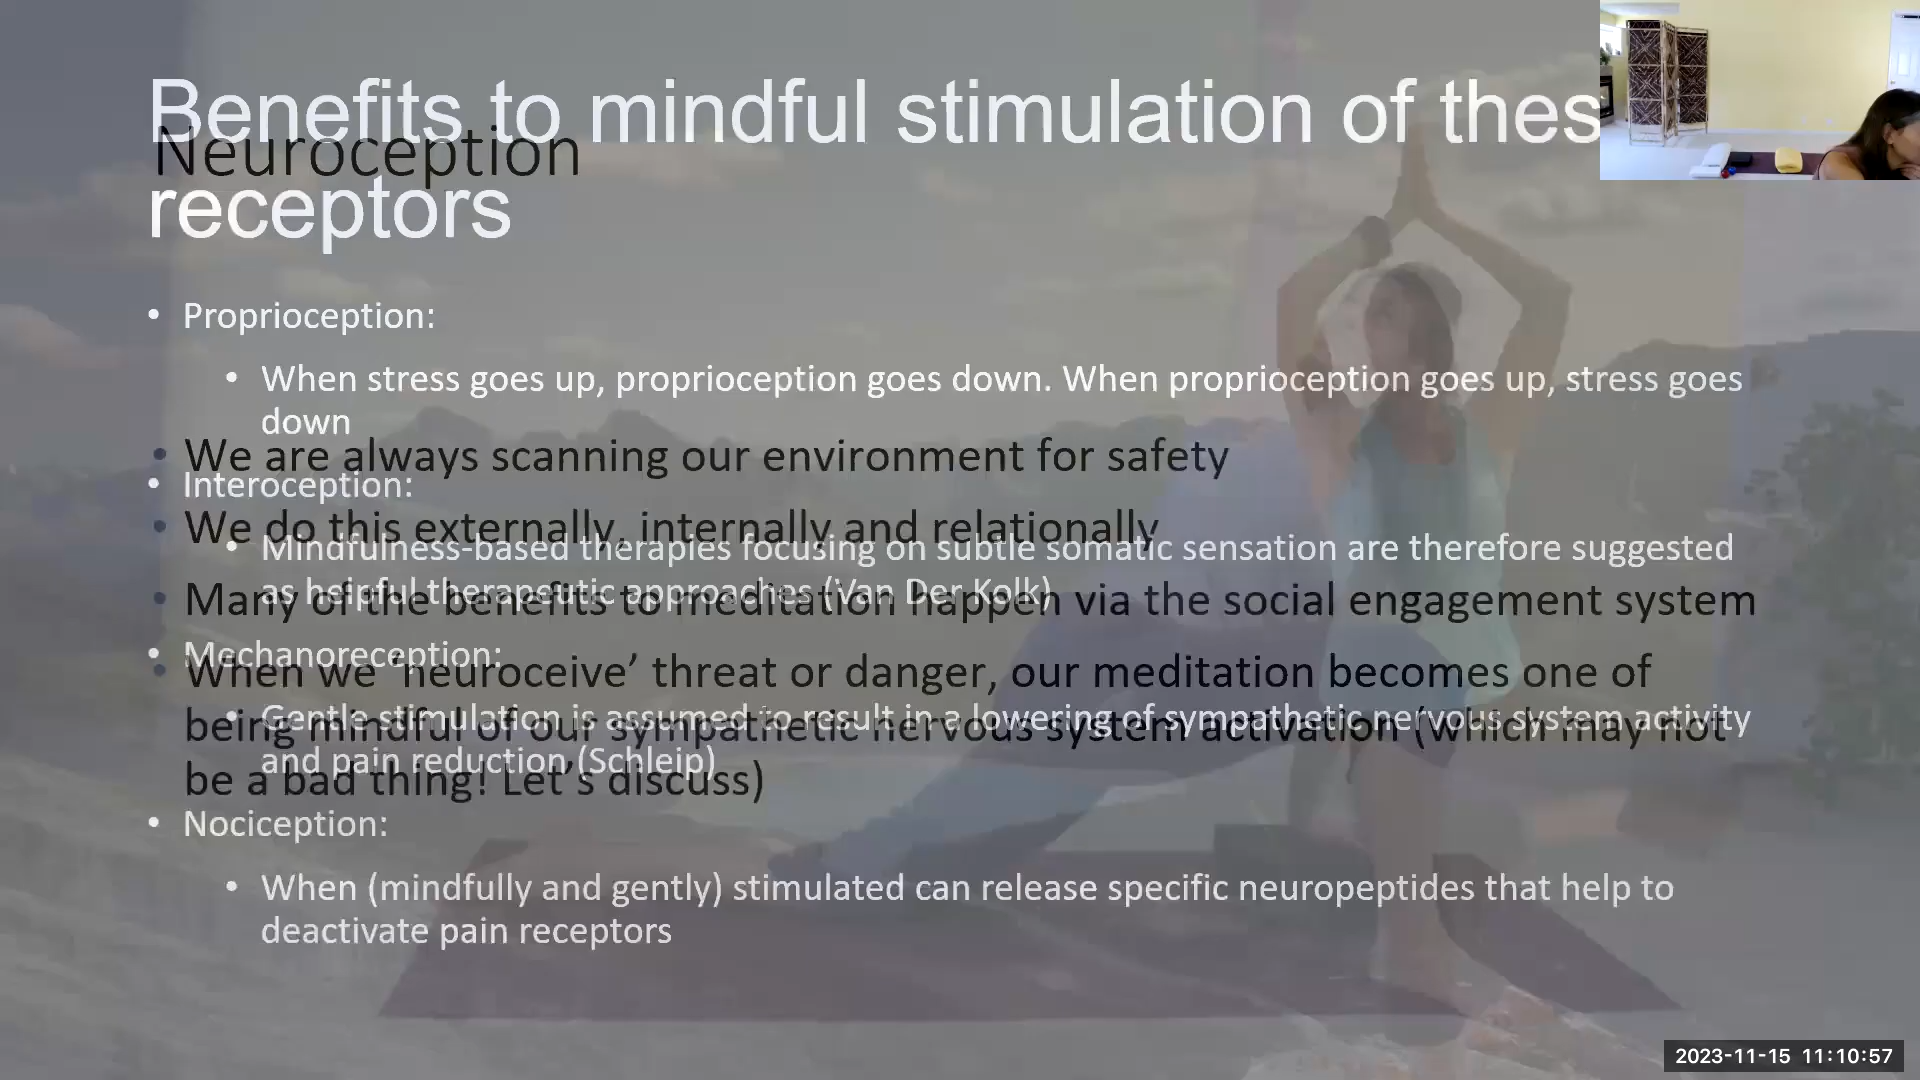 Benefits to mindful stimulation of thes
receptors
• Proprioception:
• When stress goes up, proprioception goes down. When proprioception goes up, stress goes
down
• Interoception:
• Mindfulness-based therapies focusing on subtle somatic sensation are therefore suggested
as helpful therapeutic approaches (Van Der Kolk)
• Mechanoreception:
• Gentle stimulation is assumed to result in a lowering of sympathetic nervous system activity
and pain reduction (Schleip)
• Nociception:
• When (mindfully and gently) stimulated can release specific neuropeptides that help to
deactivate pain receptors
Neuroception
• We are always scanning our environment for safety
• We do this externally, internally and relationally
• Many of the benefits to meditation happen via the social engagement system
• When we ‘neuroceive’ threat or danger, our meditation becomes one of
being mindful of our sympathetic nervous system activation (which may not
be a bad thing! Let’s discuss)
2023-11-15 11:10:57